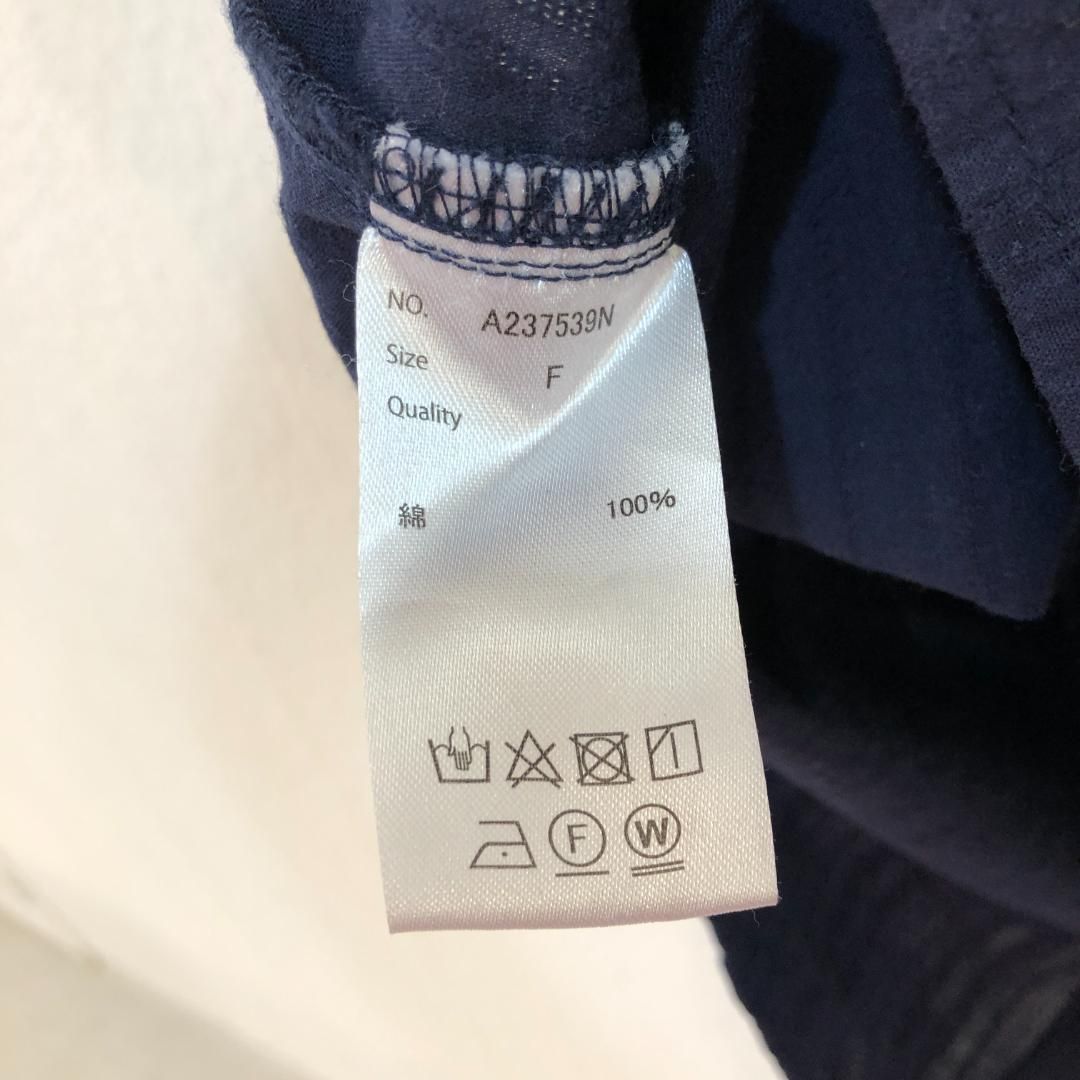 NO. A237539N
Size F
Quality
綿 100%
F W